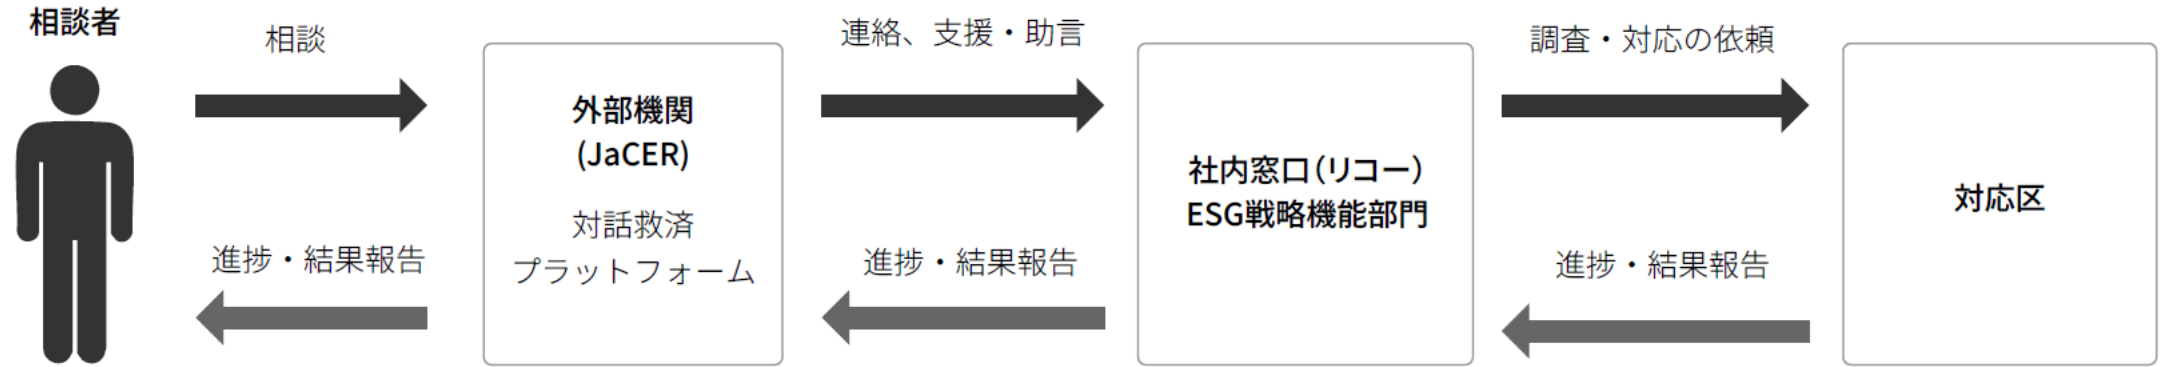 相談者
相談
進捗・結果報告
外部機関
(JaCER)
対話救済
プラットフォーム
連絡、支援・助言
進捗・結果報告
社内窓口（リコー）
ESG戦略機能部門
調査・対応の依頼
進捗・結果報告
対応区